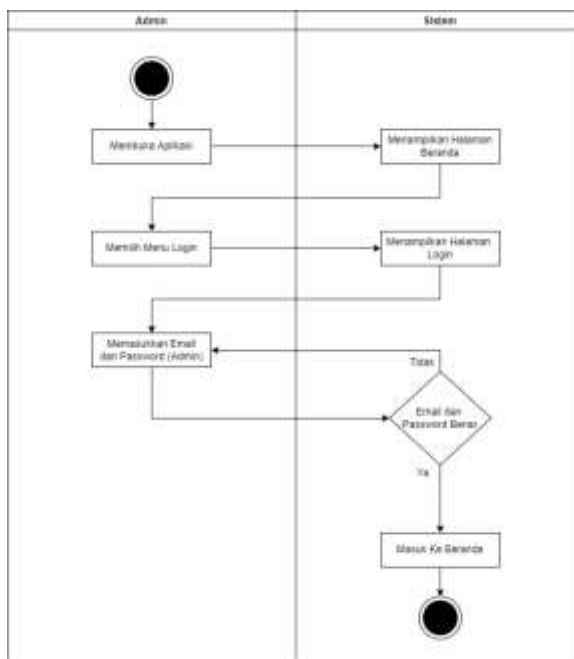 Admin
Sistem
Membuka Aplikasi
Menampilkan Halaman
Beranda
Memilih Menu Login
Menampilkan Halaman
Login
Memasukkan Email
dan Password (Admin)
Tidak
Email dan
Password Benar
Ya
Masuk Ke Beranda